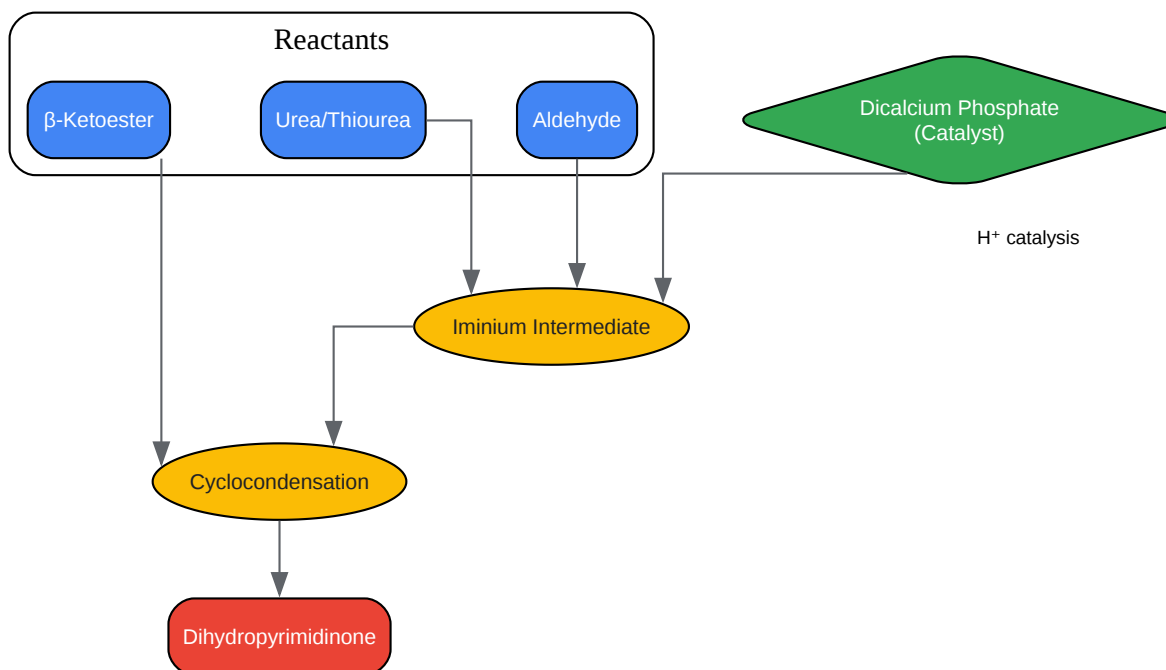 Reactants
β-Ketoester
Urea/Thiourea
Aldehyde
Dicalcium Phosphate
(Catalyst)
H⁺ catalysis
Iminium Intermediate
Cyclocondensation
Dihydropyrimidinone